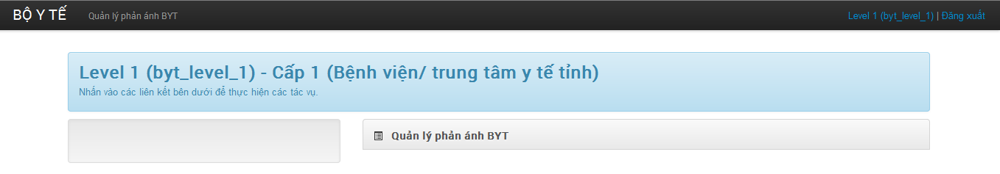 BỘ Y TẾ
Quản lý phản ánh BYT
Level 1 (byt_level_1) | Đăng xuất
Level 1 (byt_level_1) - Cấp 1 (Bệnh viện/ trung tâm y tế tỉnh)
Nhấn vào các liên kết bên dưới để thực hiện các tác vụ.
Quản lý phản ánh BYT